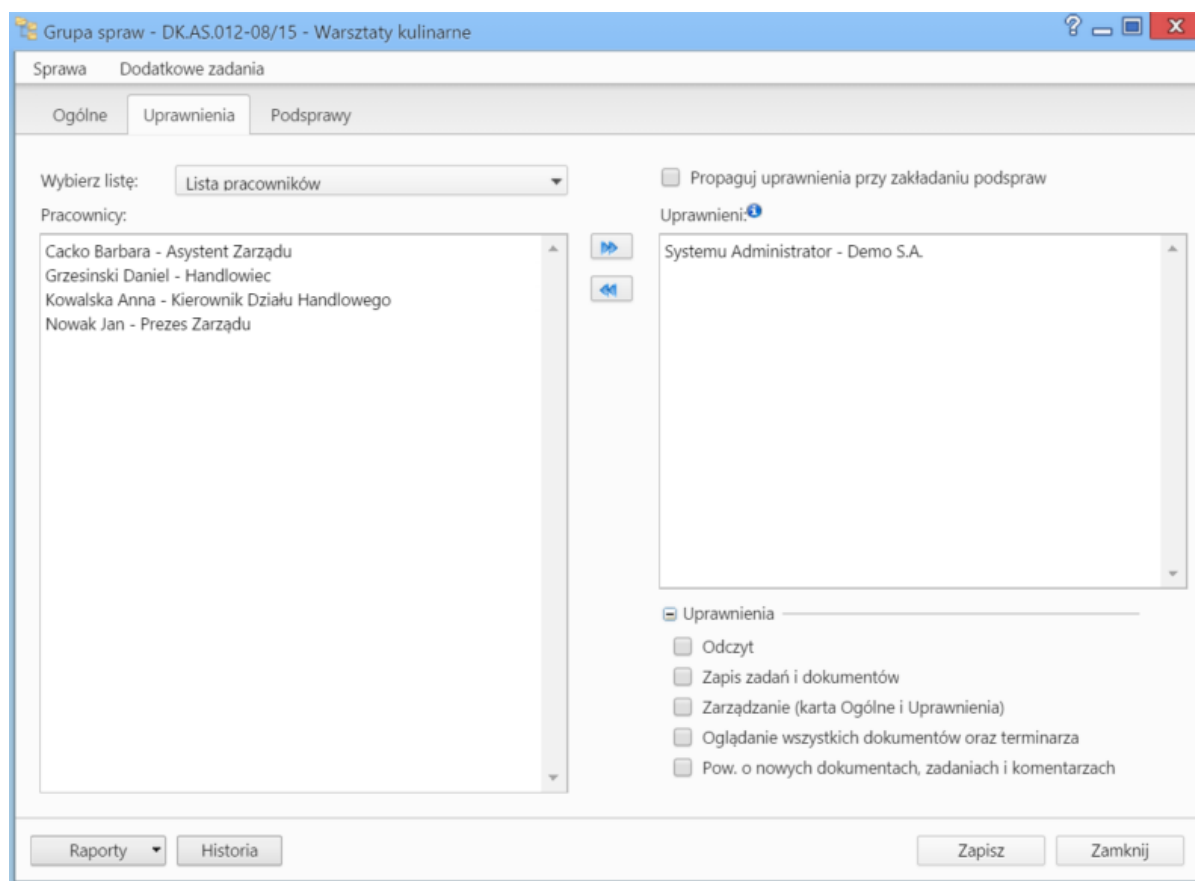 Grupa spraw - DK.AS.012-08/15 - Warsztaty kulinarne
Sprawa Dodatkowe zadania
Ogólne Uprawnienia Podsprawy
Wybierz listę: Lista pracowników
Propaguj uprawnienia przy zakładaniu podspraw
Pracownicy:
Uprawnieni:
Cacko Barbara - Asystent Zarządu
Grzesinski Daniel - Handlowiec
Kowalska Anna - Kierownik Działu Handlowego
Nowak Jan - Prezes Zarządu
Systemu Administrator - Demo S.A.
Uprawnienia
Odczyt
Zapis zadań i dokumentów
Zarządzanie (karta Ogólne i Uprawnienia)
Oglądanie wszystkich dokumentów oraz terminarza
Pow. o nowych dokumentach, zadaniach i komentarzach
Raporty Historia Zapisz Zamknij